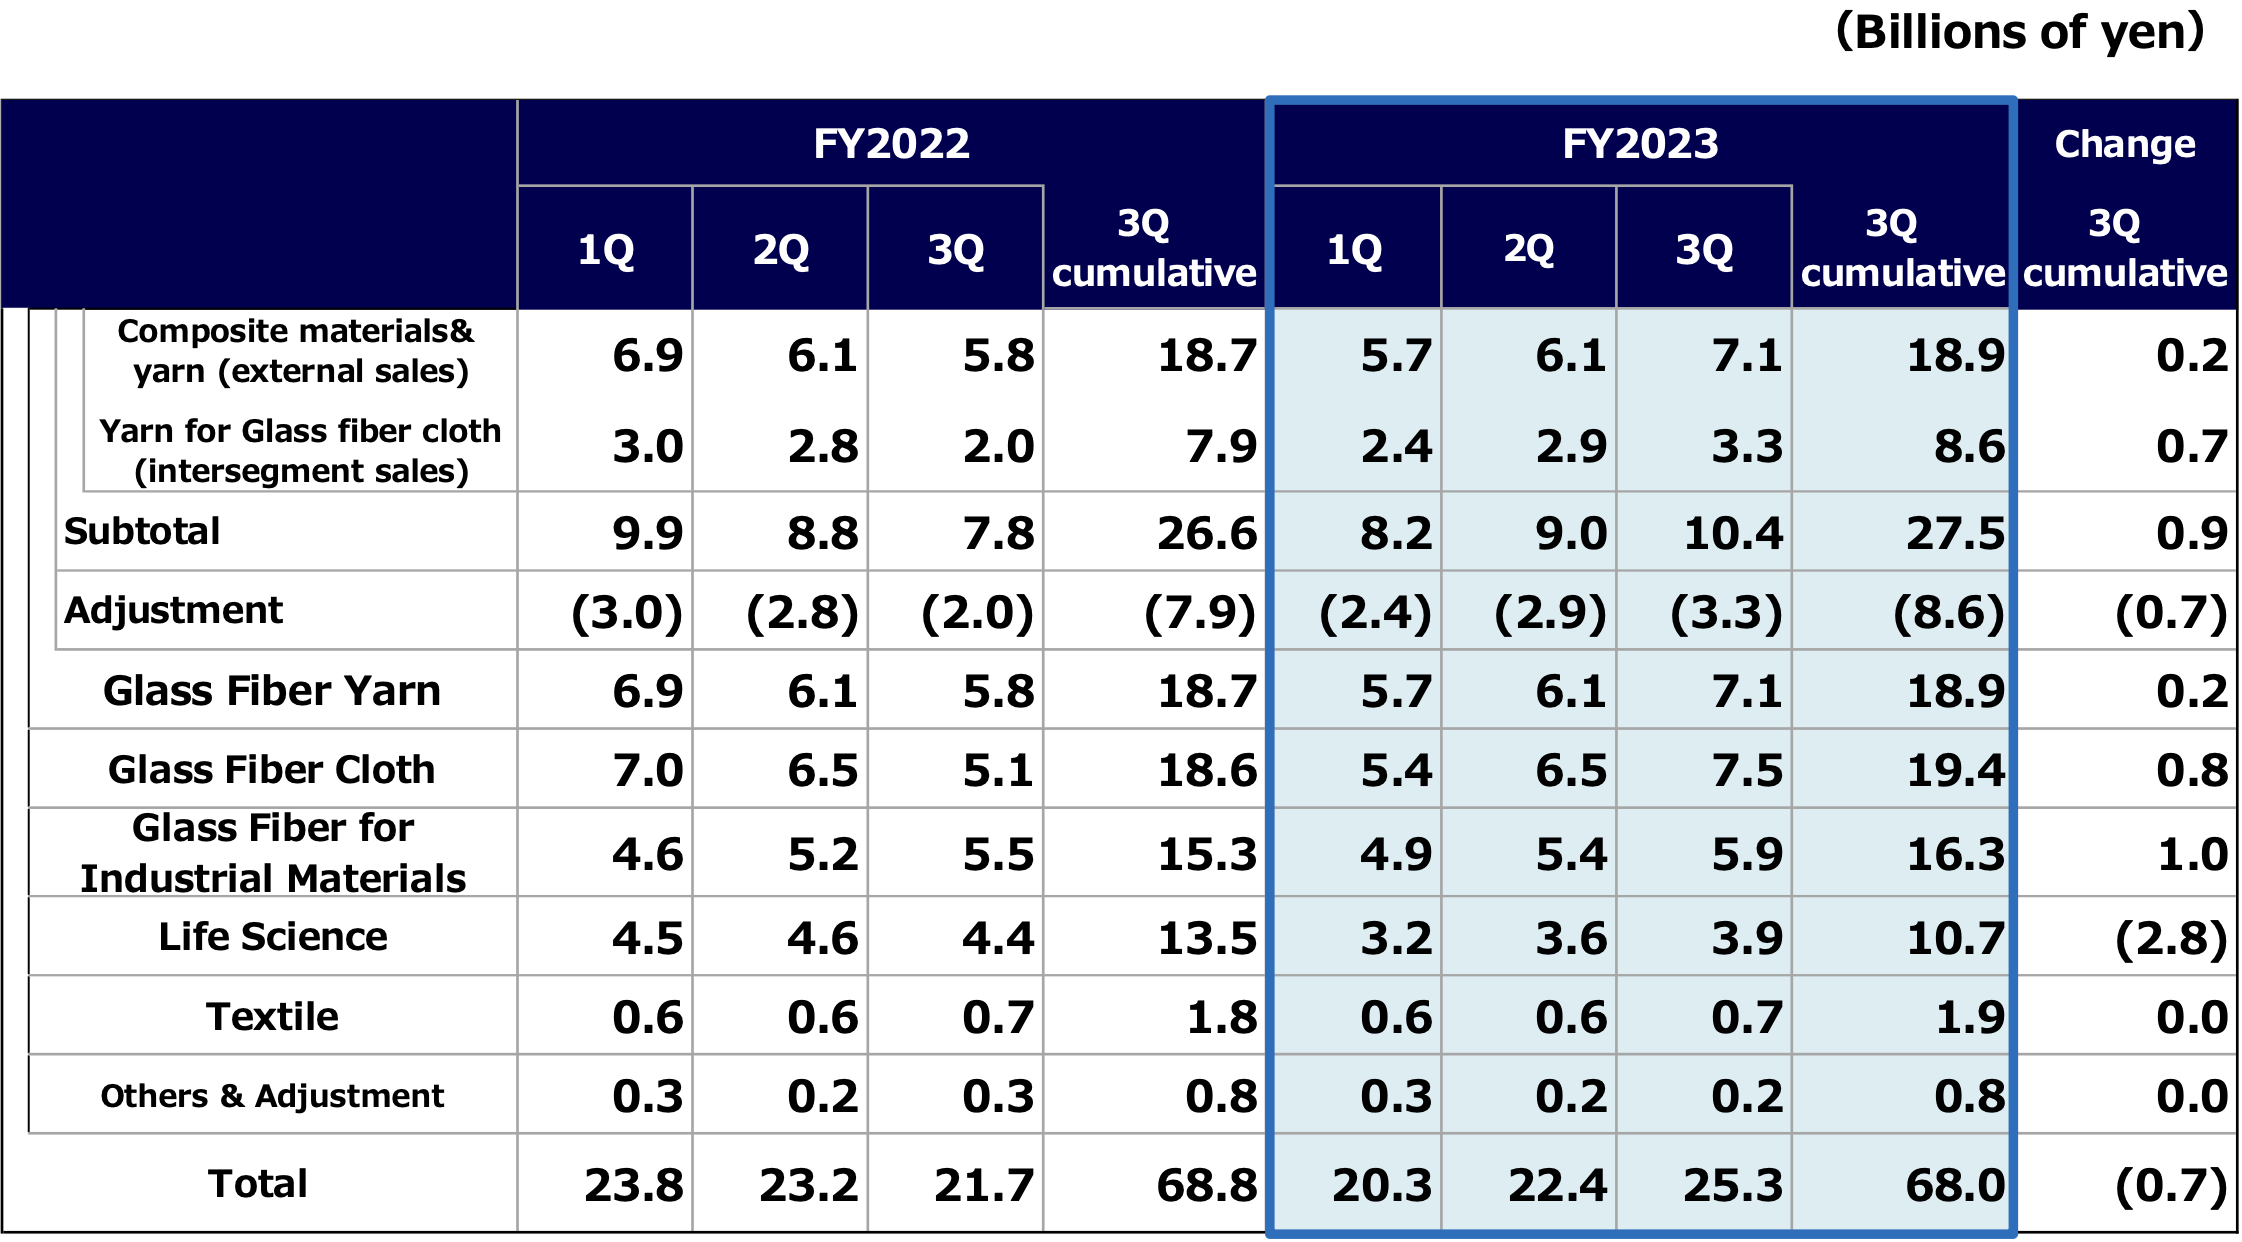 (Billions of yen)
FY2022 FY2023 Change
1Q 2Q 3Q 3Q cumulative 1Q 2Q 3Q 3Q cumulative 3Q cumulative
Composite materials&
yarn (external sales) 6.9 6.1 5.8 18.7 5.7 6.1 7.1 18.9 0.2
Yarn for Glass fiber cloth
(intersegment sales) 3.0 2.8 2.0 7.9 2.4 2.9 3.3 8.6 0.7
Subtotal 9.9 8.8 7.8 26.6 8.2 9.0 10.4 27.5 0.9
Adjustment (3.0) (2.8) (2.0) (7.9) (2.4) (2.9) (3.3) (8.6) (0.7)
Glass Fiber Yarn 6.9 6.1 5.8 18.7 5.7 6.1 7.1 18.9 0.2
Glass Fiber Cloth 7.0 6.5 5.1 18.6 5.4 6.5 7.5 19.4 0.8
Glass Fiber for
Industrial Materials 4.6 5.2 5.5 15.3 4.9 5.4 5.9 16.3 1.0
Life Science 4.5 4.6 4.4 13.5 3.2 3.6 3.9 10.7 (2.8)
Textile 0.6 0.6 0.7 1.8 0.6 0.6 0.7 1.9 0.0
Others & Adjustment 0.3 0.2 0.3 0.8 0.3 0.2 0.2 0.8 0.0
Total 23.8 23.2 21.7 68.8 20.3 22.4 25.3 68.0 (0.7)